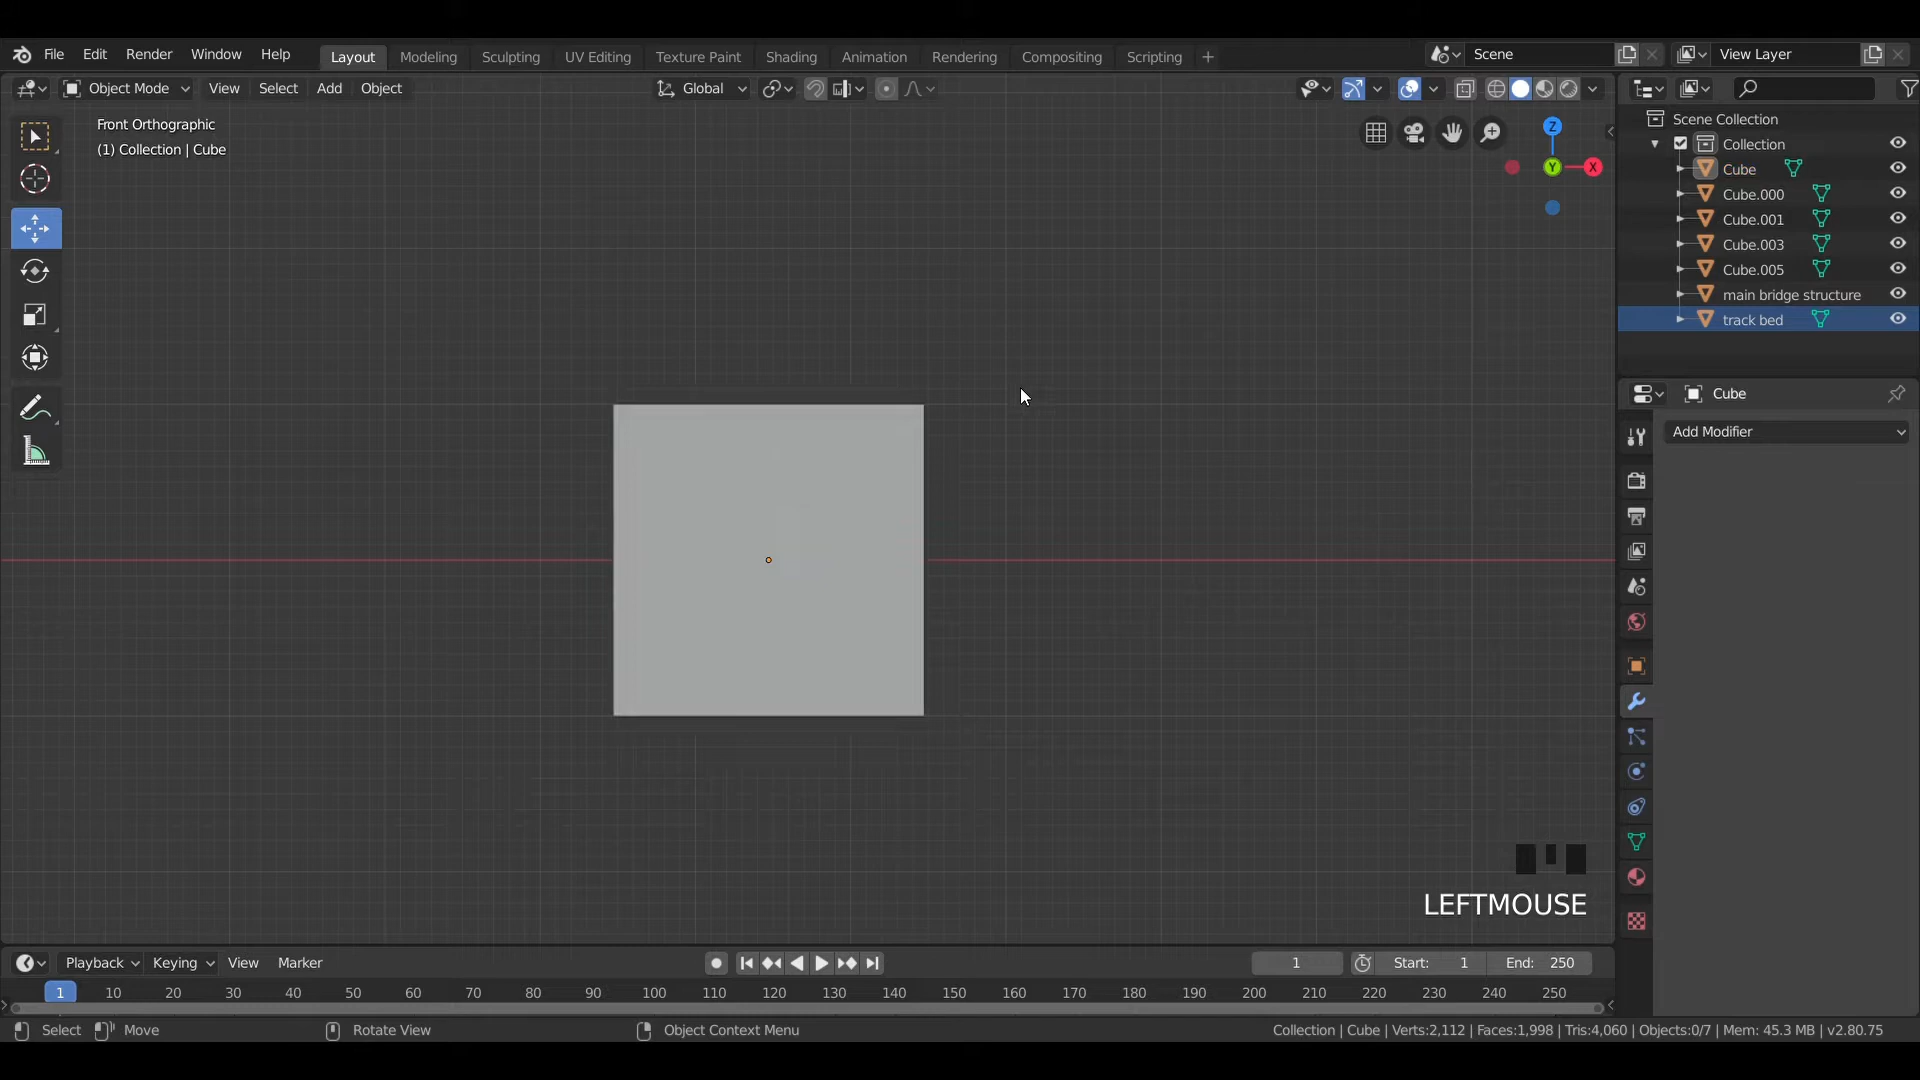 File Edit Render Window Help Layout Modeling Sculpting UV Editing Texture Paint Shading Animation Rendering Compositing Scripting + Scene View Layer
Object Mode View Select Add Object Global
Front Orthographic
(1) Collection | Cube
Z
Y
X
Scene Collection
Collection
Cube
Cube.000
Cube.001
Cube.003
Cube.005
main bridge structure
track bed
Cube
Add Modifier
LEFTMOUSE
Playback Keying View Marker 1 Start: 1 End: 250
1 10 20 30 40 50 60 70 80 90 100 110 120 130 140 150 160 170 180 190 200 210 220 230 240 250
Select Move Rotate View Object Context Menu Collection | Cube | Verts:2,112 | Faces:1,998 | Tris:4,060 | Objects:0/7 | Mem: 45.3 MB | v2.80.75